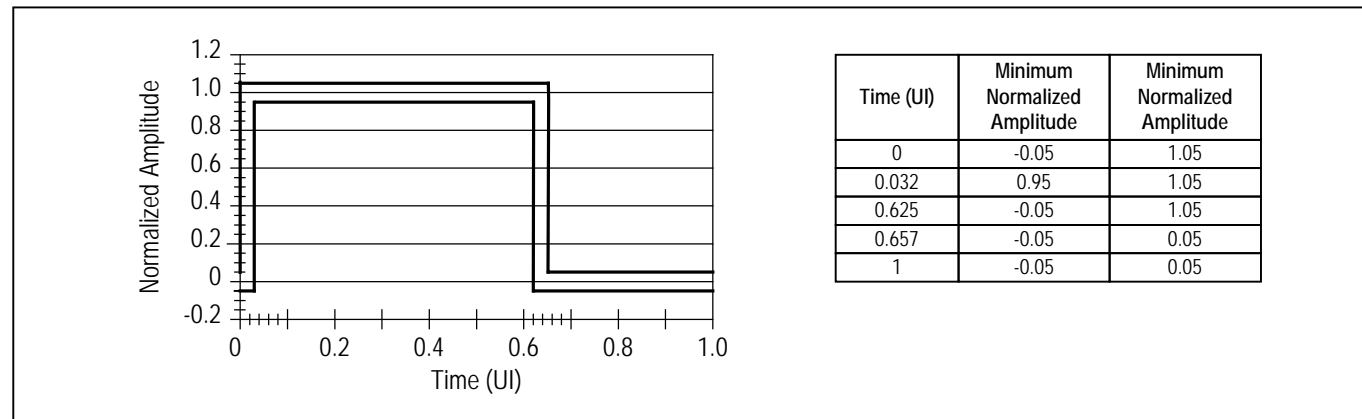 1.2
1.0
0.8
0.6
0.4
0.2
0
-0.2
Normalized Amplitude
0 0.2 0.4 0.6 0.8 1.0
Time (UI)
Time (UI) Minimum Normalized Amplitude Minimum Normalized Amplitude
0 -0.05 1.05
0.032 0.95 1.05
0.625 -0.05 1.05
0.657 -0.05 0.05
1 -0.05 0.05